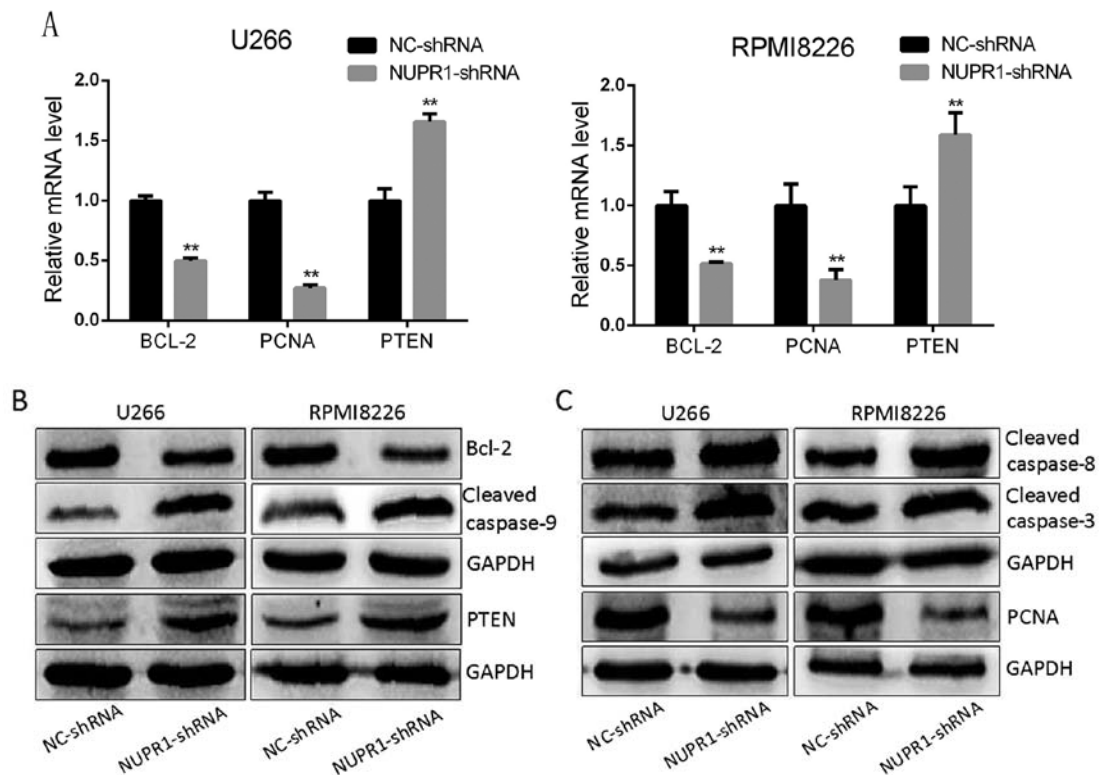 A
U266
NC-shRNA
NUPR1-shRNA
Relative mRNA level
2.0
1.5
1.0
0.5
0.0
**
**
**
BCL-2 PCNA PTEN
RPMI8226
NC-shRNA
NUPR1-shRNA
Relative mRNA level
2.0
1.5
1.0
0.5
0.0
**
**
**
BCL-2 PCNA PTEN
B
U266 RPMI8226
Bcl-2
Cleaved
caspase-9
GAPDH
PTEN
GAPDH
NC-shRNA NUPR1-shRNA NC-shRNA NUPR1-shRNA
C
U266 RPMI8226
Cleaved
caspase-8
Cleaved
caspase-3
GAPDH
PCNA
GAPDH
NC-shRNA NUPR1-shRNA NC-shRNA NUPR1-shRNA